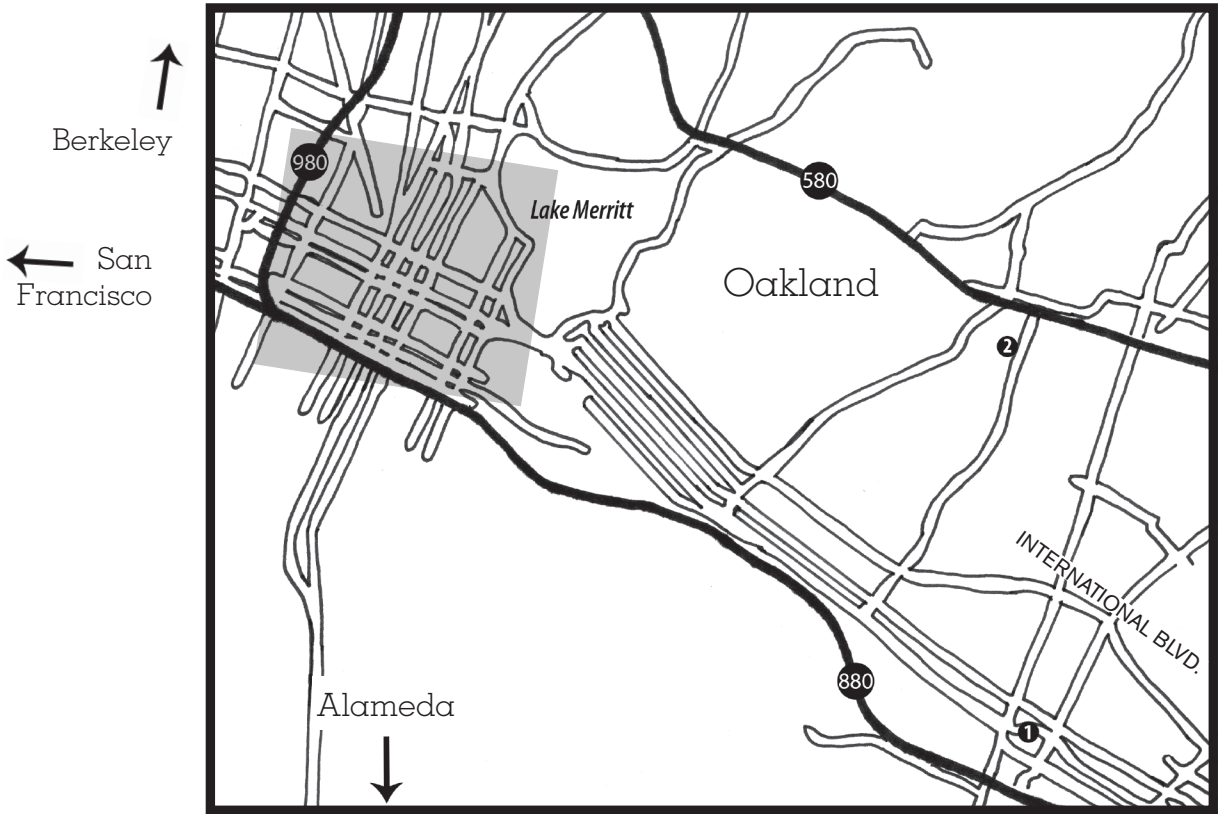 980
Berkeley
580
Lake Merritt
San
Francisco
Oakland
2
INTERNATIONAL BLVD.
880
Alameda
1